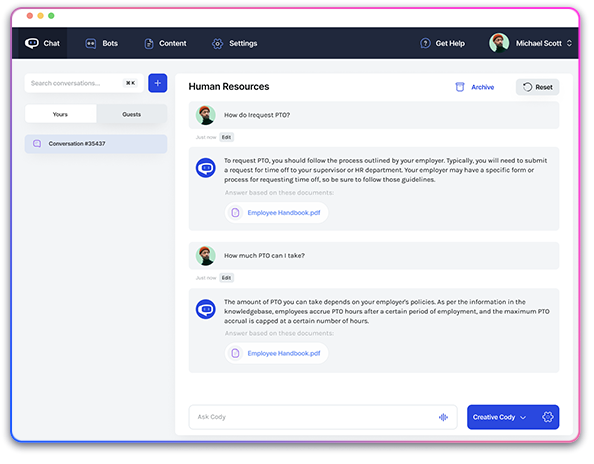 Chat
Bots
Content
Settings
Get Help
Michael Scott
Search conversations...
⌘ K
+
Human Resources
Archive
Reset
Yours
Guests
Conversation #35437
How do Irequest PTO?
Just now
Edit
To request PTO, you should follow the process outlined by your employer. Typically, you will need to submit
a request for time off to your supervisor or HR department. Your employer may have a specific form or
process for requesting time off, so be sure to follow those guidelines.
Answer based on these documents:
Employee Handbook.pdf
How much PTO can I take?
Just now
Edit
The amount of PTO you can take depends on your employer's policies. As per the information in the
knowledgebase, employees accrue PTO hours after a certain period of employment, and the maximum PTO
accrual is capped at a certain number of hours.
Answer based on these documents:
Employee Handbook.pdf
Ask Cody
Creative Cody